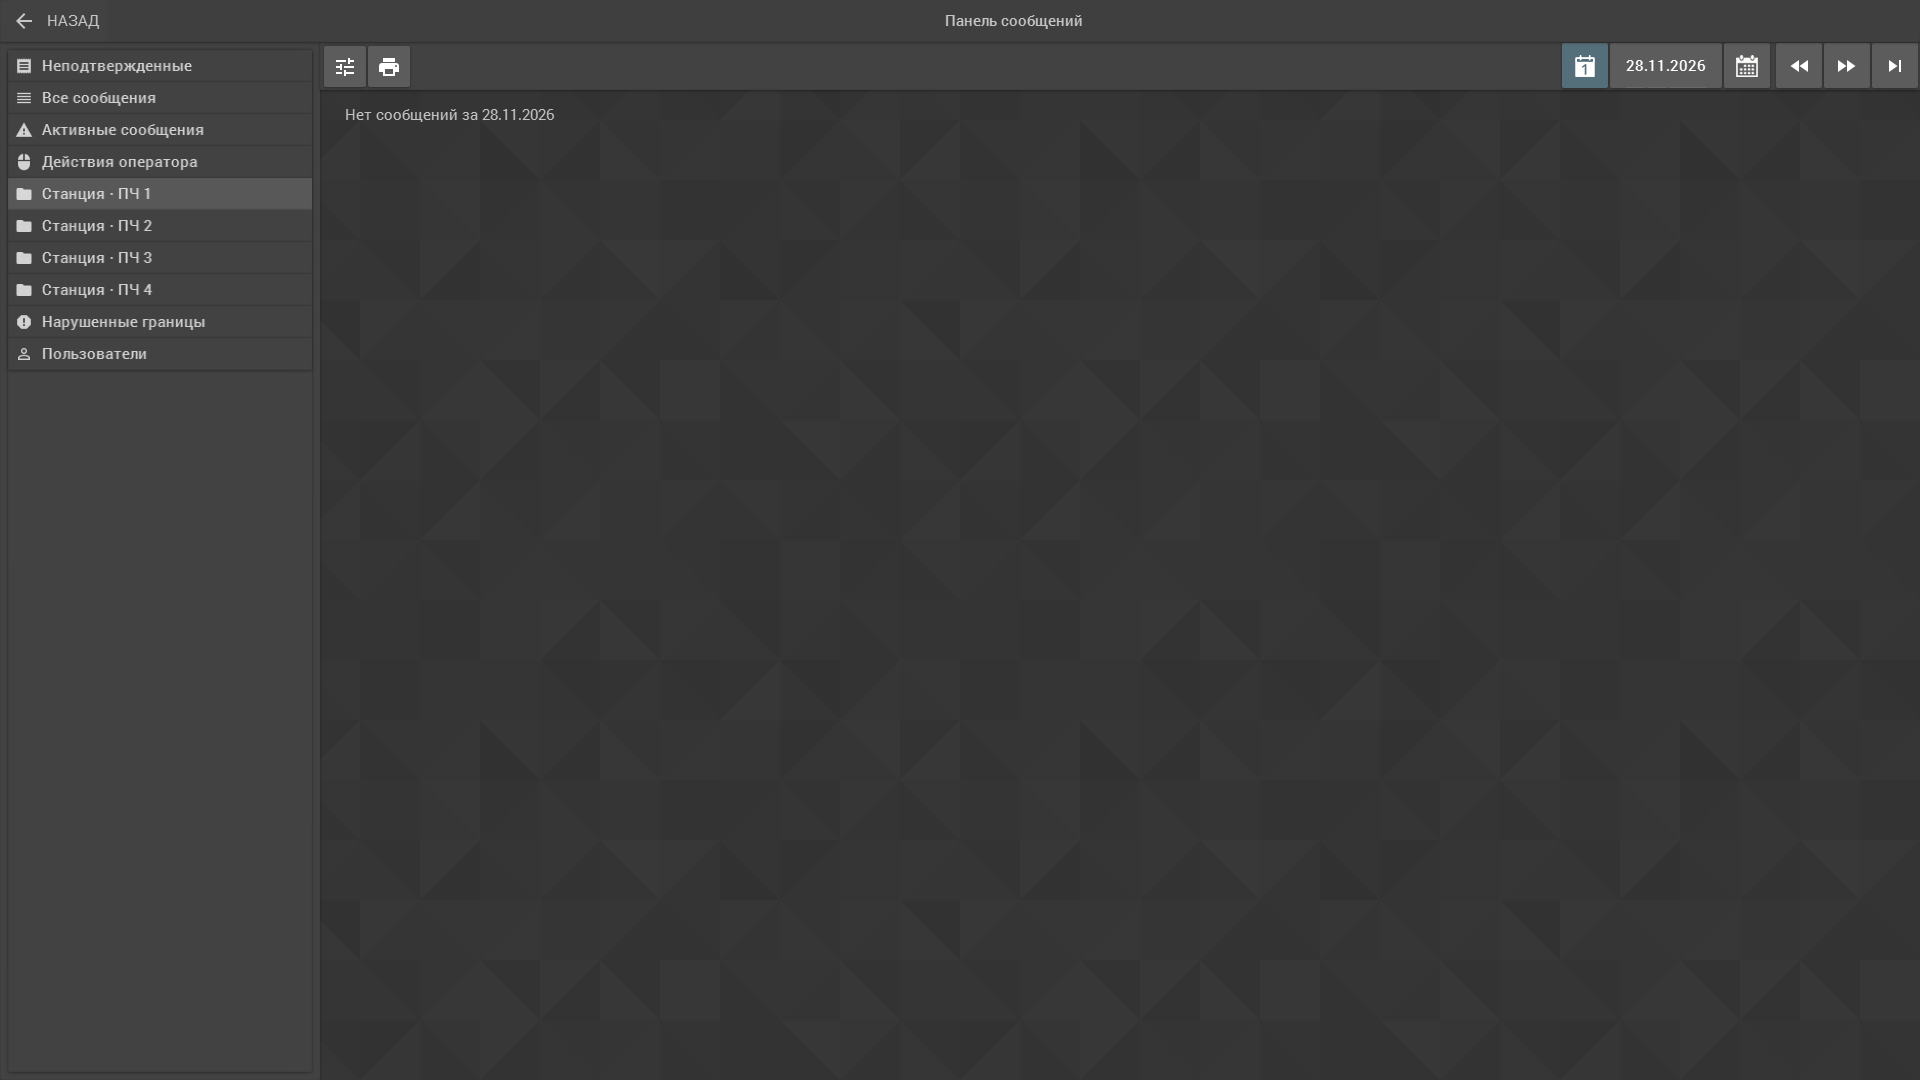 НАЗАД
Панель сообщений
Неподтвержденные
Все сообщения
Активные сообщения
Действия оператора
Станция · ПЧ 1
Станция · ПЧ 2
Станция · ПЧ 3
Станция · ПЧ 4
Нарушенные границы
Пользователи
1
28.11.2026
Нет сообщений за 28.11.2026